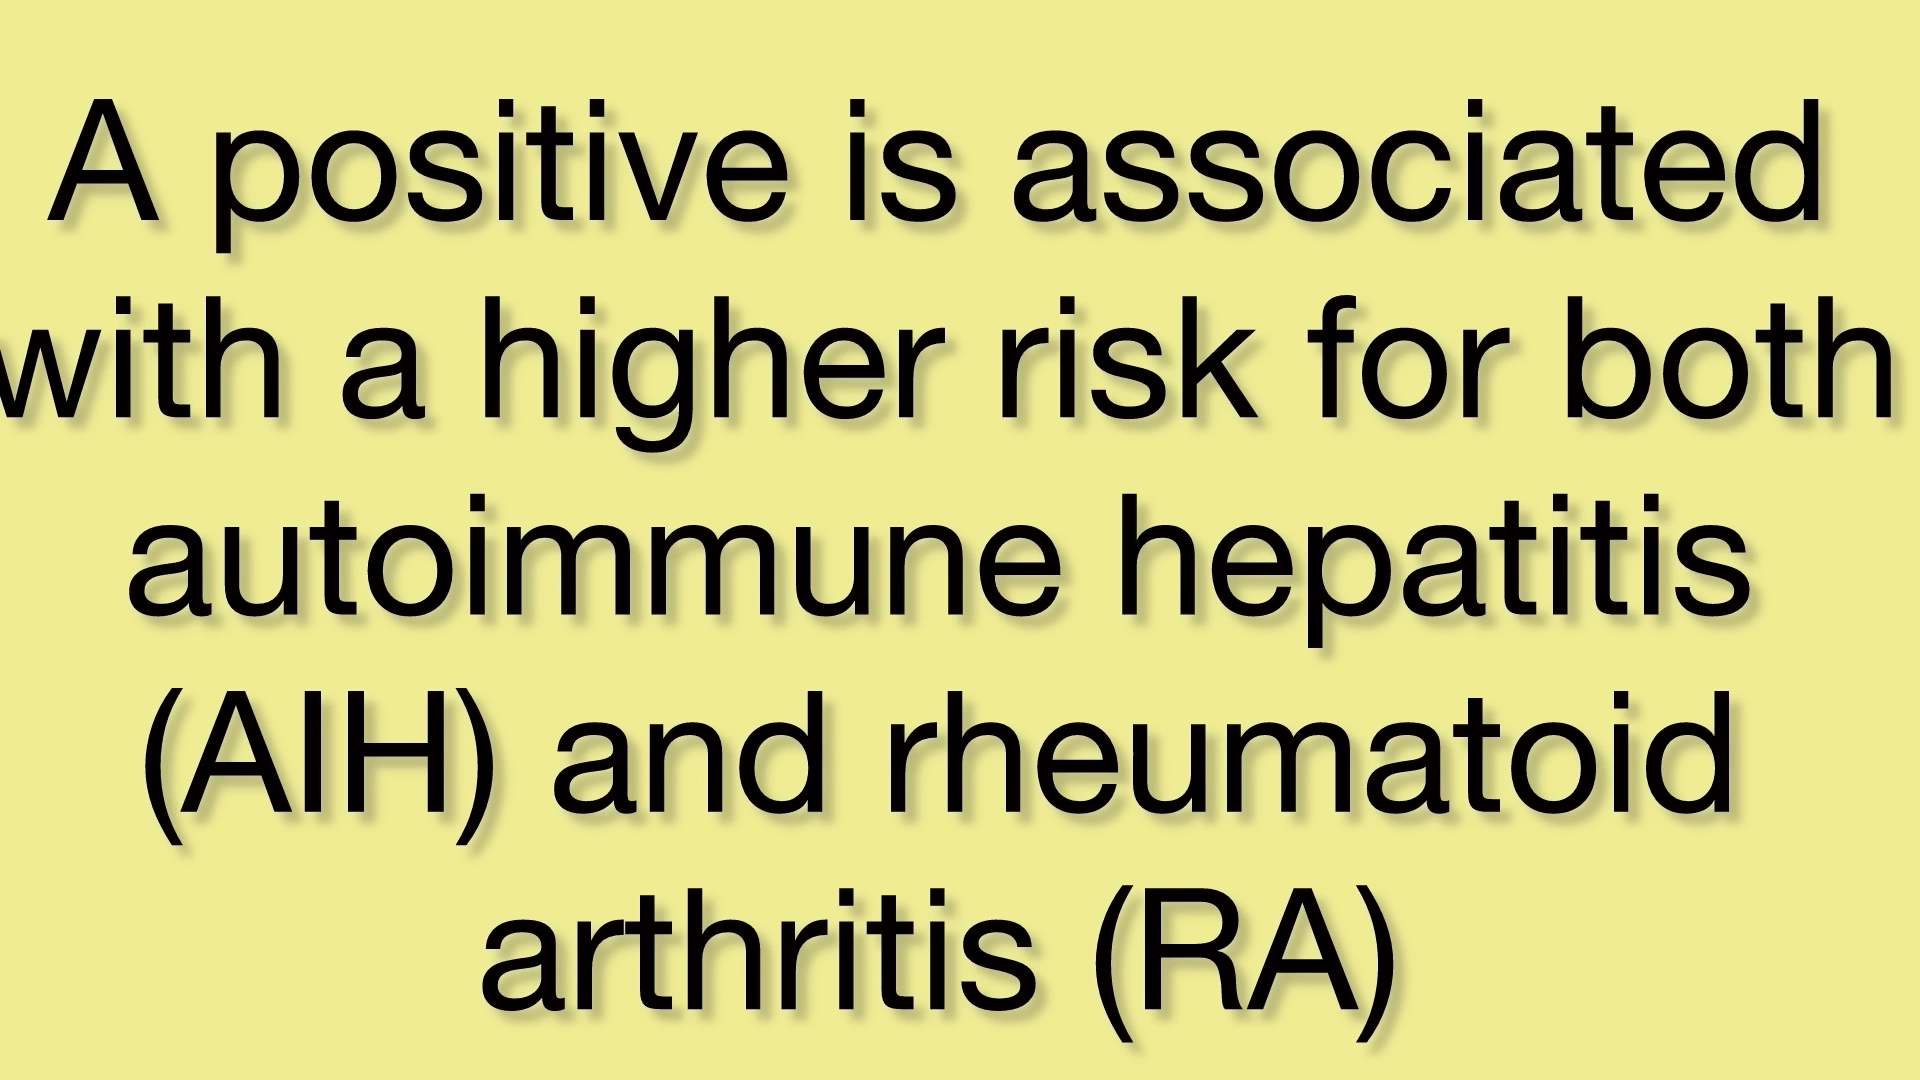 A positive is associated
with a higher risk for both
autoimmune hepatitis
(AIH) and rheumatoid
arthritis (RA)